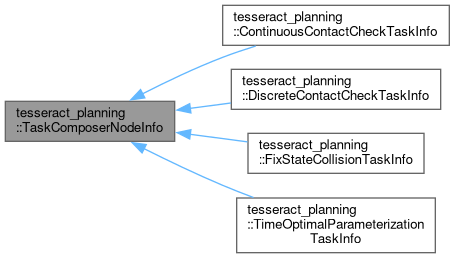 tesseract_planning
::ContinuousContactCheckTaskInfo
tesseract_planning
::DiscreteContactCheckTaskInfo
tesseract_planning
::TaskComposerNodeInfo
tesseract_planning
::FixStateCollisionTaskInfo
tesseract_planning
::TimeOptimalParameterization
TaskInfo